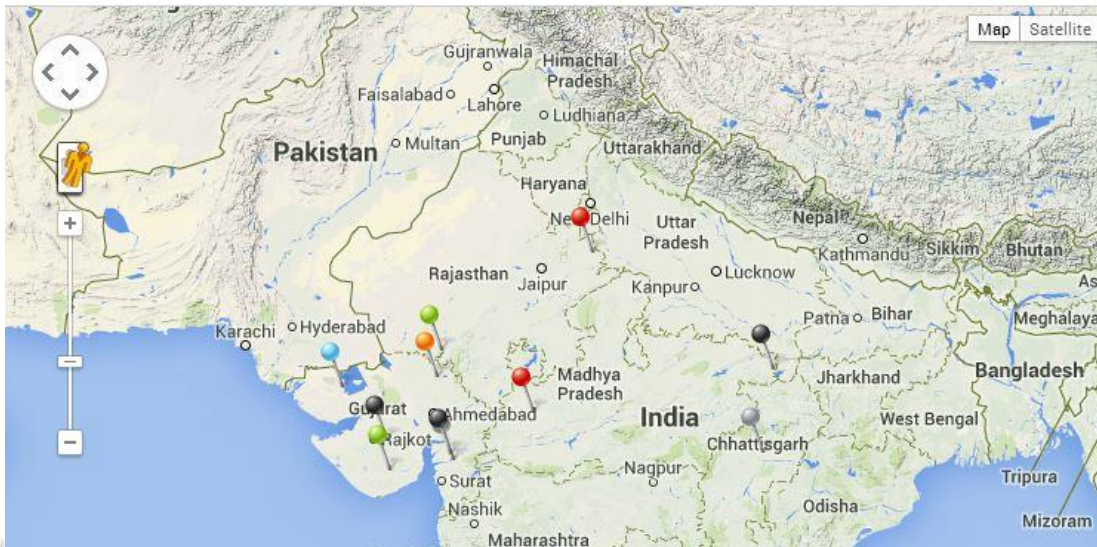 Map Satellite
Gujranwala
Himachal
Pradesh
Faisalabad
Lahore
Ludhiana
Punjab
Multan
Pakistan
Uttarakhand
Haryana
New Delhi
Uttar
Pradesh
Nepal
Kathmandu
Sikkim
Bhutan
Rajasthan
Jaipur
Lucknow
Kanpur
As
Karachi
Hyderabad
Patna
Bihar
Meghalaya
Madhya
Pradesh
Jharkhand
Bangladesh
Gujarat
Ahmedabad
India
West Bengal
Rajkot
Chhattisgarh
Nagpur
Surat
Tripura
Nashik
Odisha
Mizoram
Maharashtra